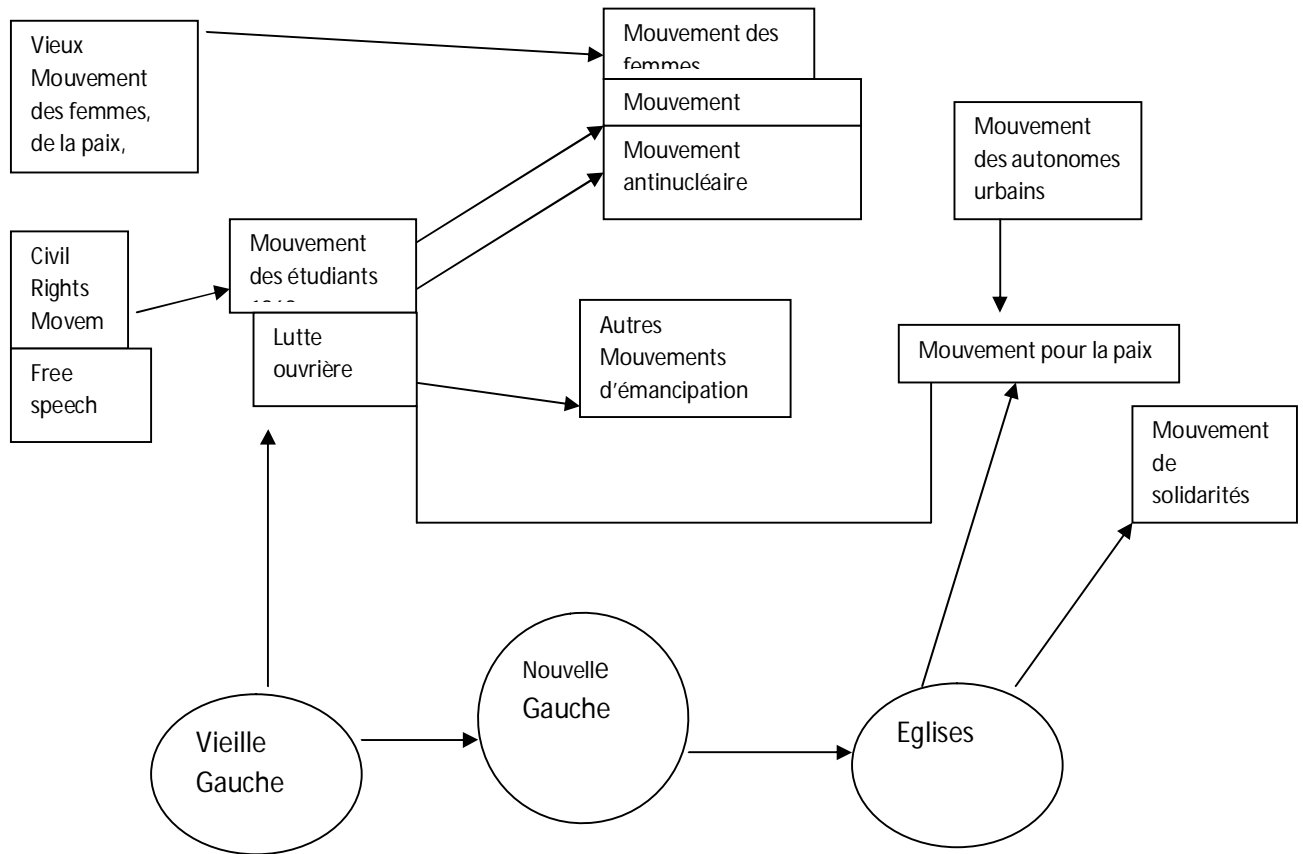 Vieux
Mouvement
des femmes,
de la paix,
Mouvement des
femmes
Mouvement
Mouvement
antinucléaire
Mouvement
des autonomes
urbains
Civil
Rights
Movem
Free
speech
Mouvement
des étudiants
Lutte
ouvrière
Autres
Mouvements
d'émancipation
Mouvement pour la paix
Mouvement
de
solidarités
Vieille
Gauche
Nouvelle
Gauche
Eglises